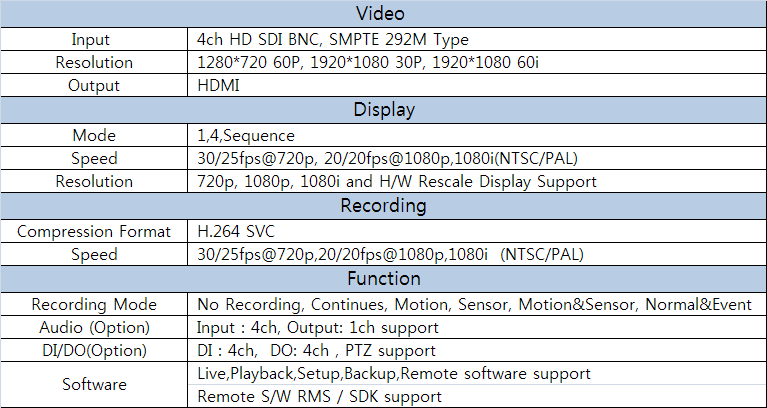 Video
Input 4ch HD SDI BNC, SMPTE 292M Type
Resolution 1280*720 60P, 1920*1080 30P, 1920*1080 60i
Output HDMI
Display
Mode 1,4,Sequence
Speed 30/25fps@720p, 20/20fps@1080p,1080i(NTSC/PAL)
Resolution 720p, 1080p, 1080i and H/W Rescale Display Support
Recording
Compression Format H.264 SVC
Speed 30/25fps@720p,20/20fps@1080p,1080i (NTSC/PAL)
Function
Recording Mode No Recording, Continues, Motion, Sensor, Motion&Sensor, Normal&Event
Audio (Option) Input : 4ch, Output: 1ch support
DI/DO(Option) DI : 4ch, DO: 4ch , PTZ support
Software Live,Playback,Setup,Backup,Remote software support
Remote S/W RMS / SDK support